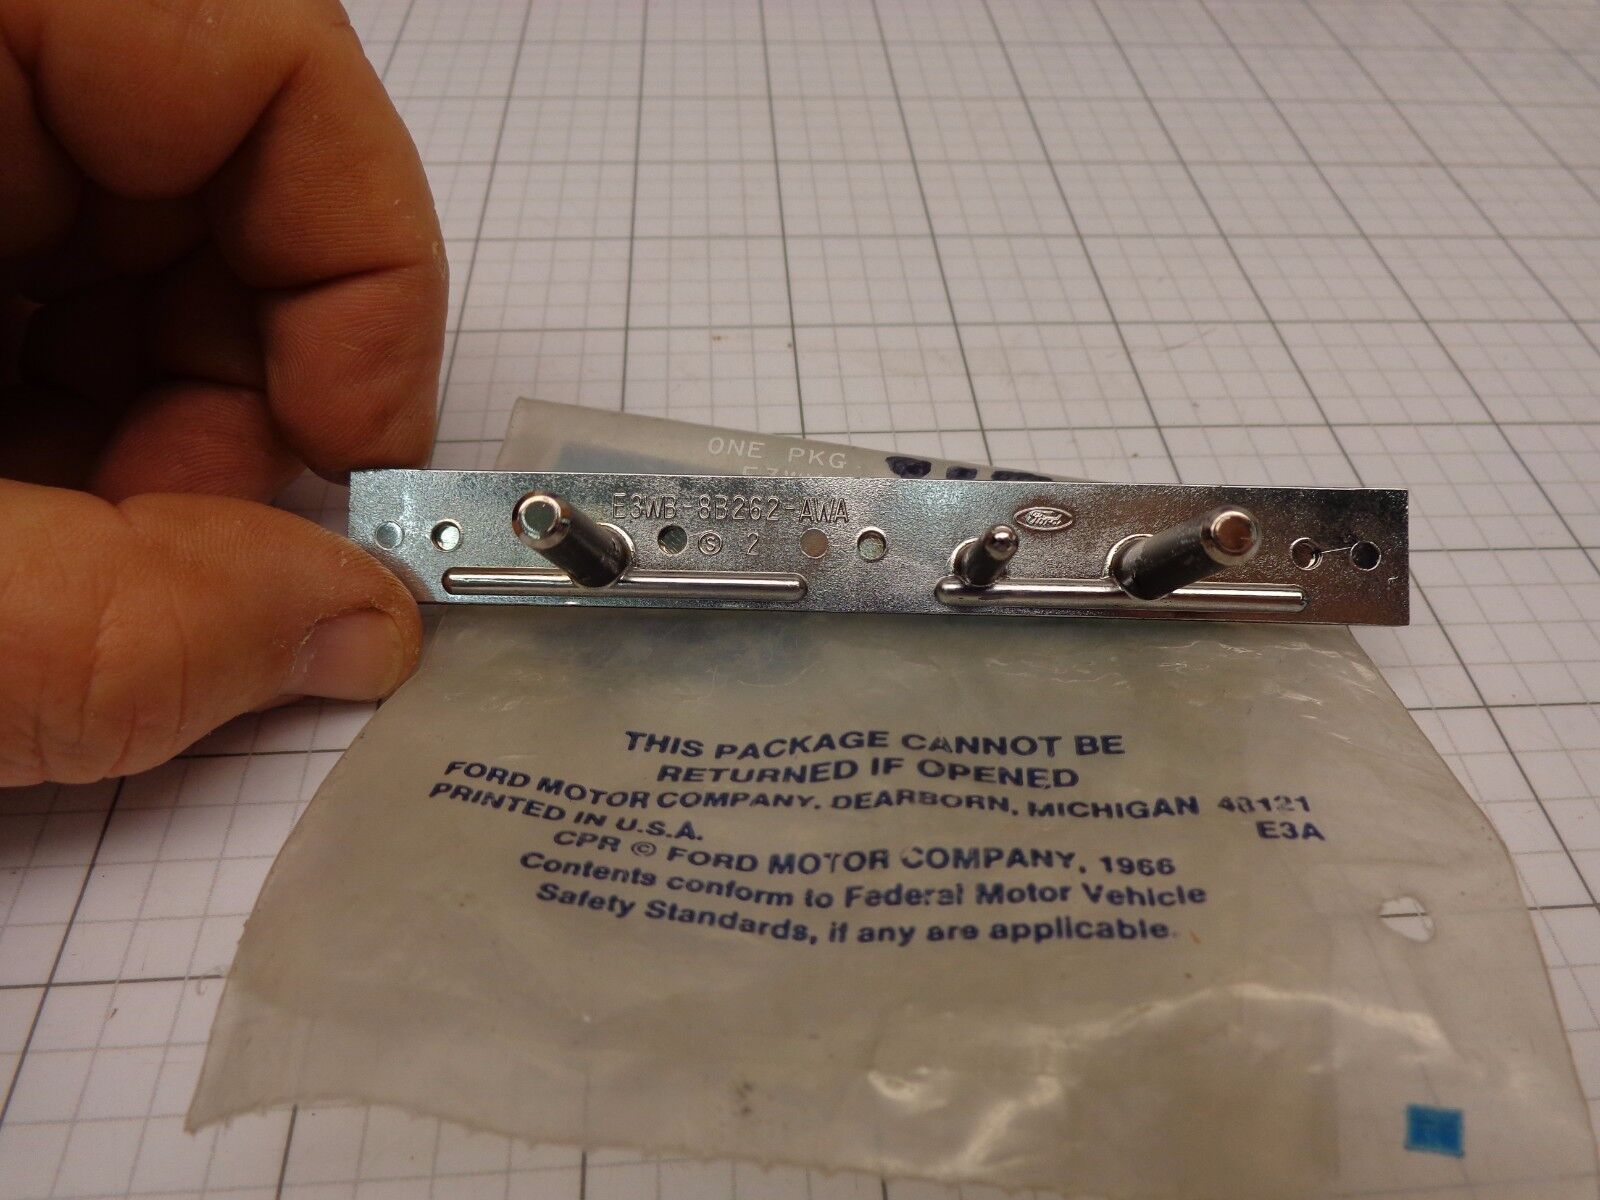 ONE PKG
E3WB-8B262-AWA
S 2
Ford
THIS PACKAGE CANNOT BE
RETURNED IF OPENED
FORD MOTOR COMPANY, DEARBORN, MICHIGAN 48121
PRINTED IN U.S.A. E3A
CPR © FORD MOTOR COMPANY, 1966
Contents conform to Federal Motor Vehicle
Safety Standards, if any are applicable.